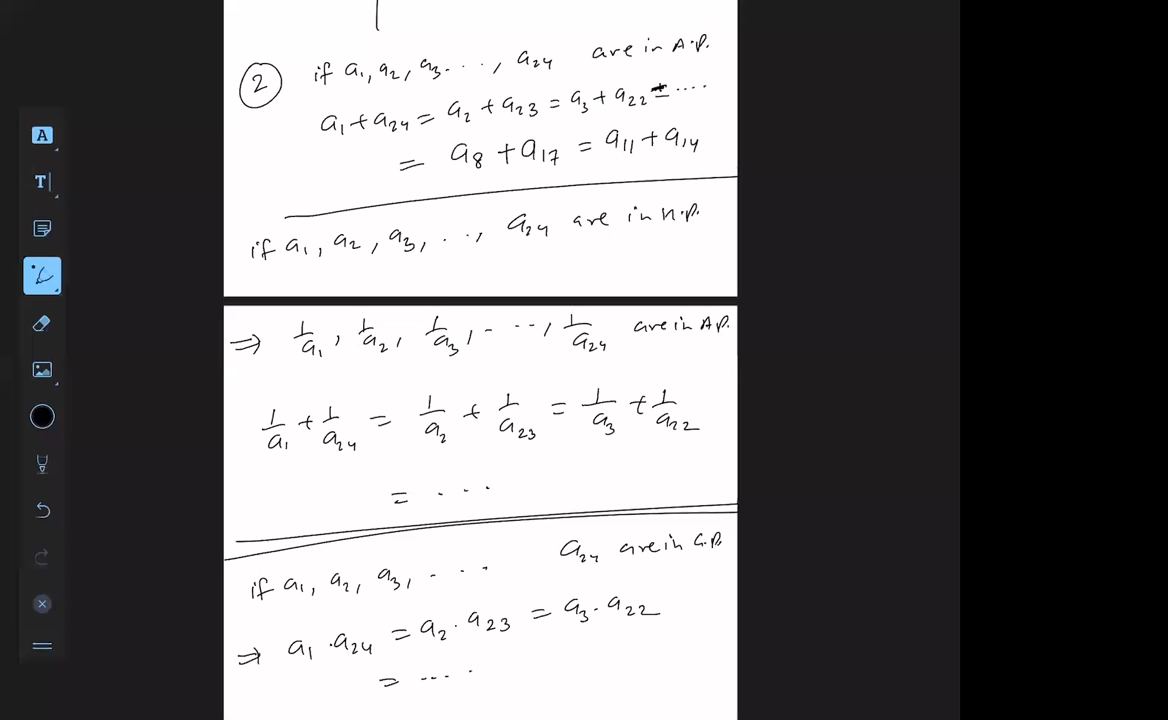 ② if a₁, a₂, a₃ ..., a₂₄ are in A.P.
a₁ + a₂₄ = a₂ + a₂₃ = a₃ + a₂₂ = ....
= a₈ + a₁₇ = a₁₁ + a₁₄
if a₁, a₂, a₃, ..., a₂₄ are in H.P.
⇒ 1/a₁, 1/a₂, 1/a₃, ..., 1/a₂₄ are in A.P.
1/a₁ + 1/a₂₄ = 1/a₂ + 1/a₂₃ = 1/a₃ + 1/a₂₂
= ...
if a₁, a₂, a₃, ... a₂₄ are in G.P.
⇒ a₁ . a₂₄ = a₂ . a₂₃ = a₃ . a₂₂
= ....
A
T